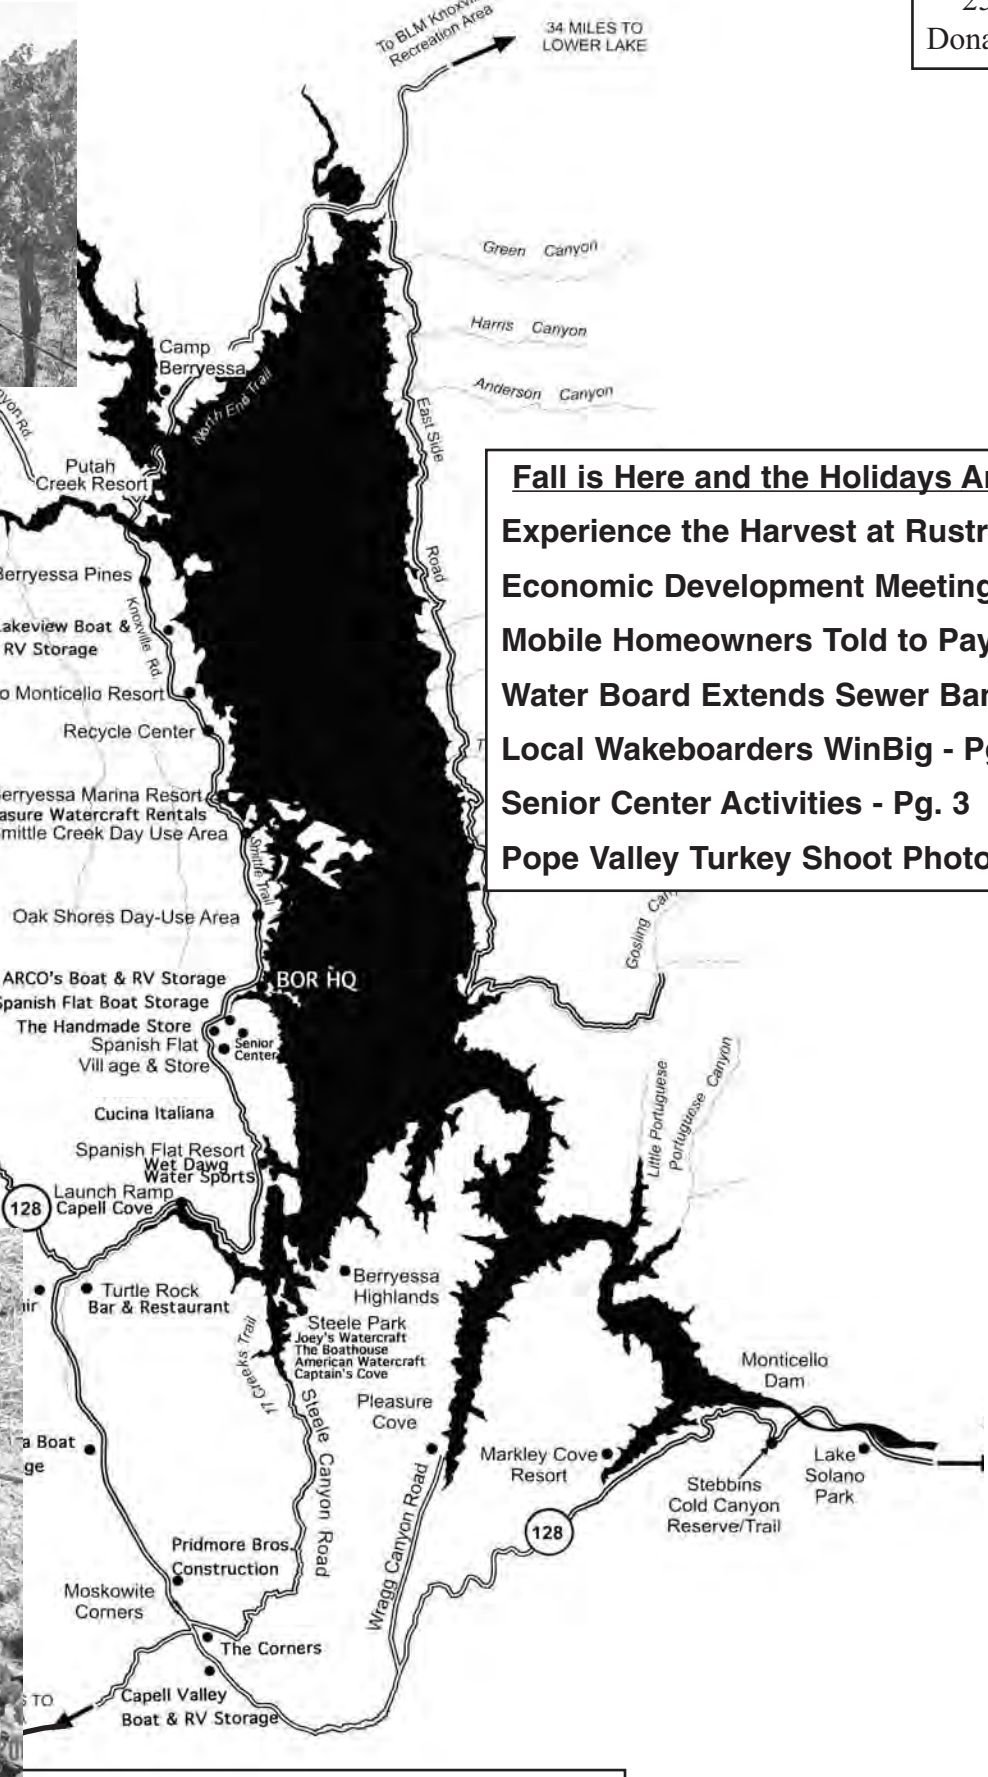 To BLM Knoxville
Recreation Area
34 MILES TO
LOWER LAKE
Green Canyon
Harris Canyon
Anderson Canyon
Camp
Berryessa
North End Trail
East Side
Road
Rd.
Putah
Creek Resort
Berryessa Pines
Knoxville Rd.
Lakeview Boat &
RV Storage
Monticello Resort
Recycle Center
Berryessa Marina Resort
Watercraft Rentals
Smittle Creek Day Use Area
Smittle Trail
Oak Shores Day-Use Area
ARCO's Boat & RV Storage
BOR HQ
Spanish Flat Boat Storage
The Handmade Store
Spanish Flat
Village & Store
Senior
Center
Cucina Italiana
Spanish Flat Resort
Wet Dawg
Water Sports
Launch Ramp
Capell Cove
128
Turtle Rock
Bar & Restaurant
Berryessa
Highlands
Steele Park
Joey's Watercraft
The Boathouse
American Watercraft
Captain's Cove
17 Creeks Trail
Steele Canyon Road
Pleasure
Cove
Wragg Canyon Road
Markley Cove
Resort
128
Monticello
Dam
Stebbins
Cold Canyon
Reserve/Trail
Lake
Solano
Park
Gosling
Little Portuguese
Portuguese Canyon
Boat
Pridmore Bros.
Construction
Moskowite
Corners
The Corners
Capell Valley
Boat & RV Storage
TO
Fall is Here and the Holidays
Experience the Harvest at
Economic Development Meeting
Mobile Homeowners Told to Pay
Water Board Extends Sewer
Local Wakeboarders WinBig -
Senior Center Activities - Pg. 3
Pope Valley Turkey Shoot